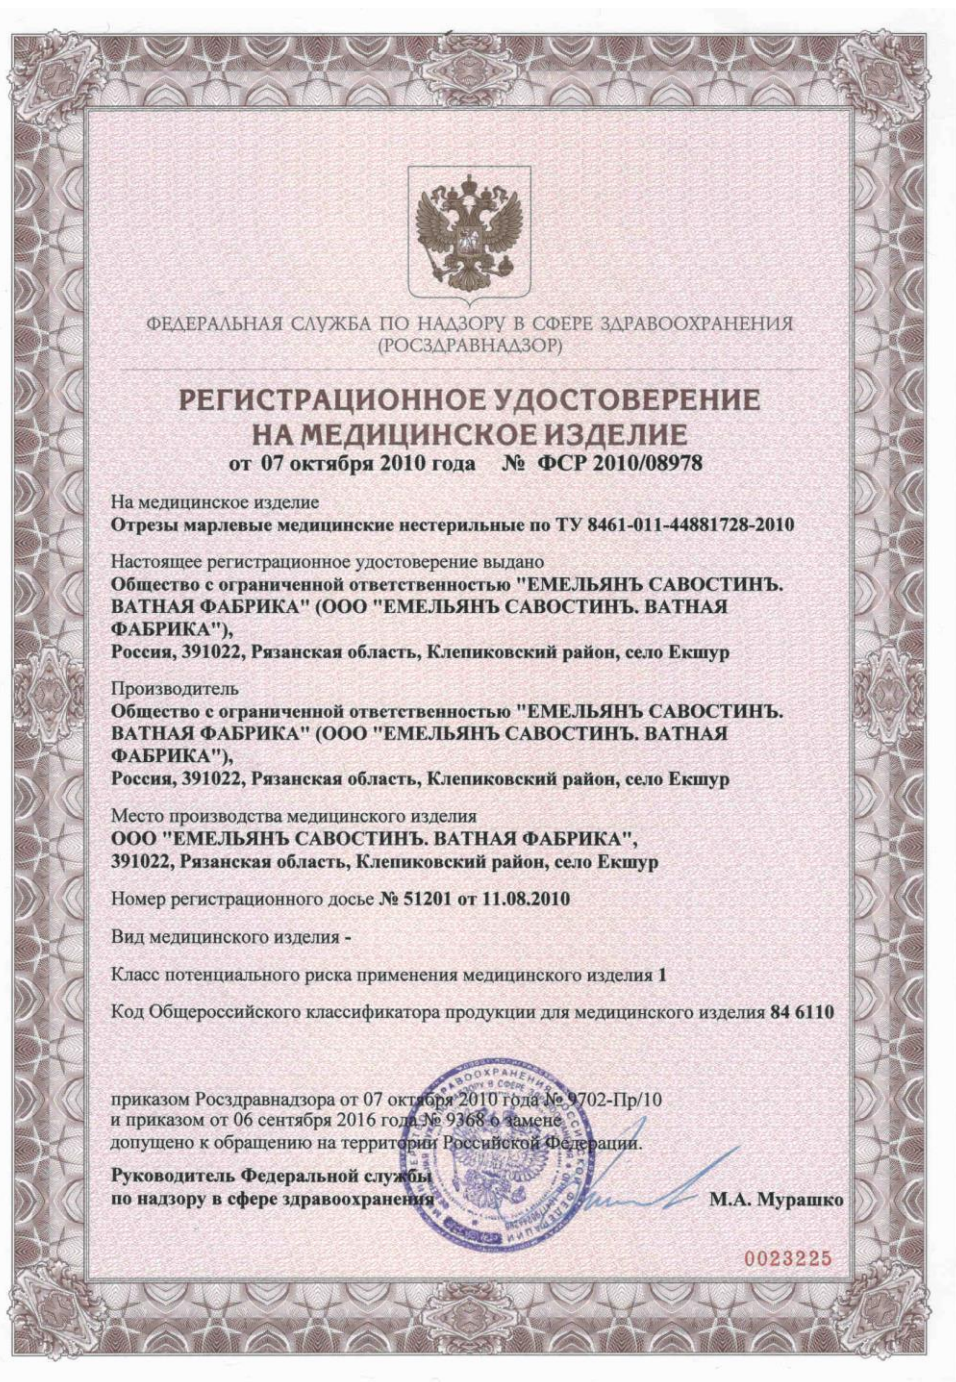 ФЕДЕРАЛЬНАЯ СЛУЖБА ПО НАДЗОРУ В СФЕРЕ ЗДРАВООХРАНЕНИЯ
(РОСЗДРАВНАДЗОР)
РЕГИСТРАЦИОННОЕ УДОСТОВЕРЕНИЕ
НА МЕДИЦИНСКОЕ ИЗДЕЛИЕ
от 07 октября 2010 года № ФСР 2010/08978
На медицинское изделие
Отрезы марлевые медицинские нестерильные по ТУ 8461-011-44881728-2010
Настоящее регистрационное удостоверение выдано
Общество с ограниченной ответственностью "ЕМЕЛЬЯНЪ САВОСТИНЪ.
ВАТНАЯ ФАБРИКА" (ООО "ЕМЕЛЬЯНЪ САВОСТИНЪ. ВАТНАЯ
ФАБРИКА"),
Россия, 391022, Рязанская область, Клепиковский район, село Екшур
Производитель
Общество с ограниченной ответственностью "ЕМЕЛЬЯНЪ САВОСТИНЪ.
ВАТНАЯ ФАБРИКА" (ООО "ЕМЕЛЬЯНЪ САВОСТИНЪ. ВАТНАЯ
ФАБРИКА"),
Россия, 391022, Рязанская область, Клепиковский район, село Екшур
Место производства медицинского изделия
ООО "ЕМЕЛЬЯНЪ САВОСТИНЪ. ВАТНАЯ ФАБРИКА",
391022, Рязанская область, Клепиковский район, село Екшур
Номер регистрационного досье № 51201 от 11.08.2010
Вид медицинского изделия -
Класс потенциального риска применения медицинского изделия 1
Код Общероссийского классификатора продукции для медицинского изделия 84 6110
приказом Росздравнадзора от 07 октября 2010 года № 9702-Пр/10
и приказом от 06 сентября 2016 года № 9368 о замене
допущено к обращению на территории Российской Федерации.
Руководитель Федеральной службы
по надзору в сфере здравоохранения
М.А. Мурашко
0023225